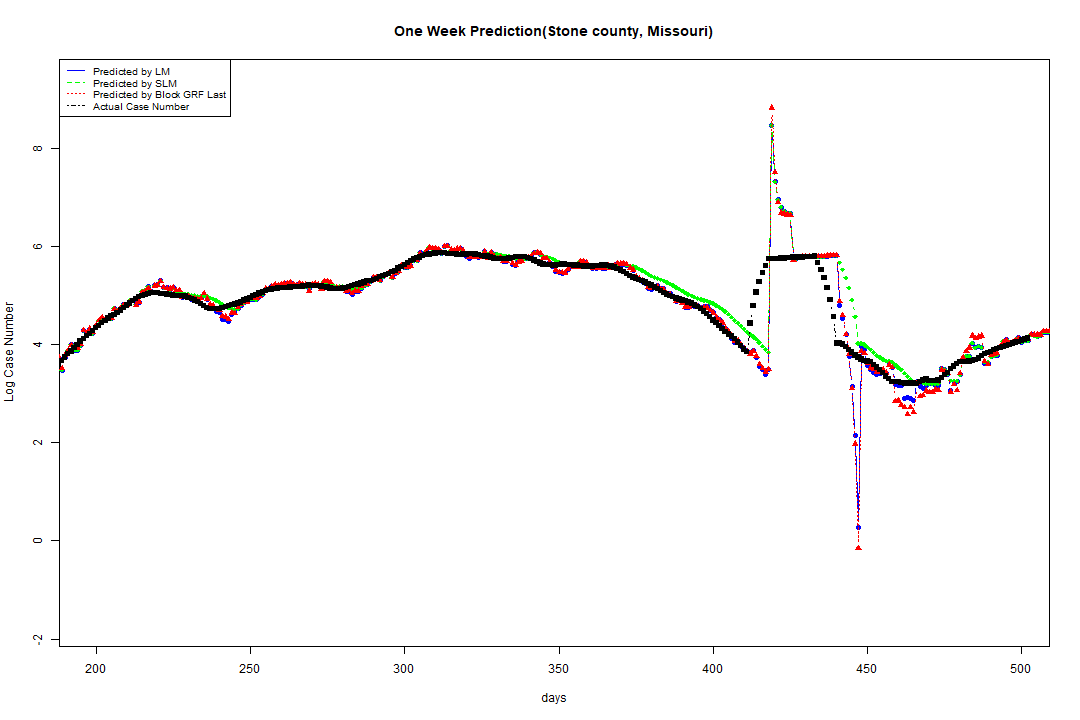 One Week Prediction(Stone county, Missouri)
Predicted by LM
Predicted by SLM
Predicted by Block GRF Last
Actual Case Number
Log Case Number
8
6
4
2
0
-2
200 250 300 350 400 450 500
days